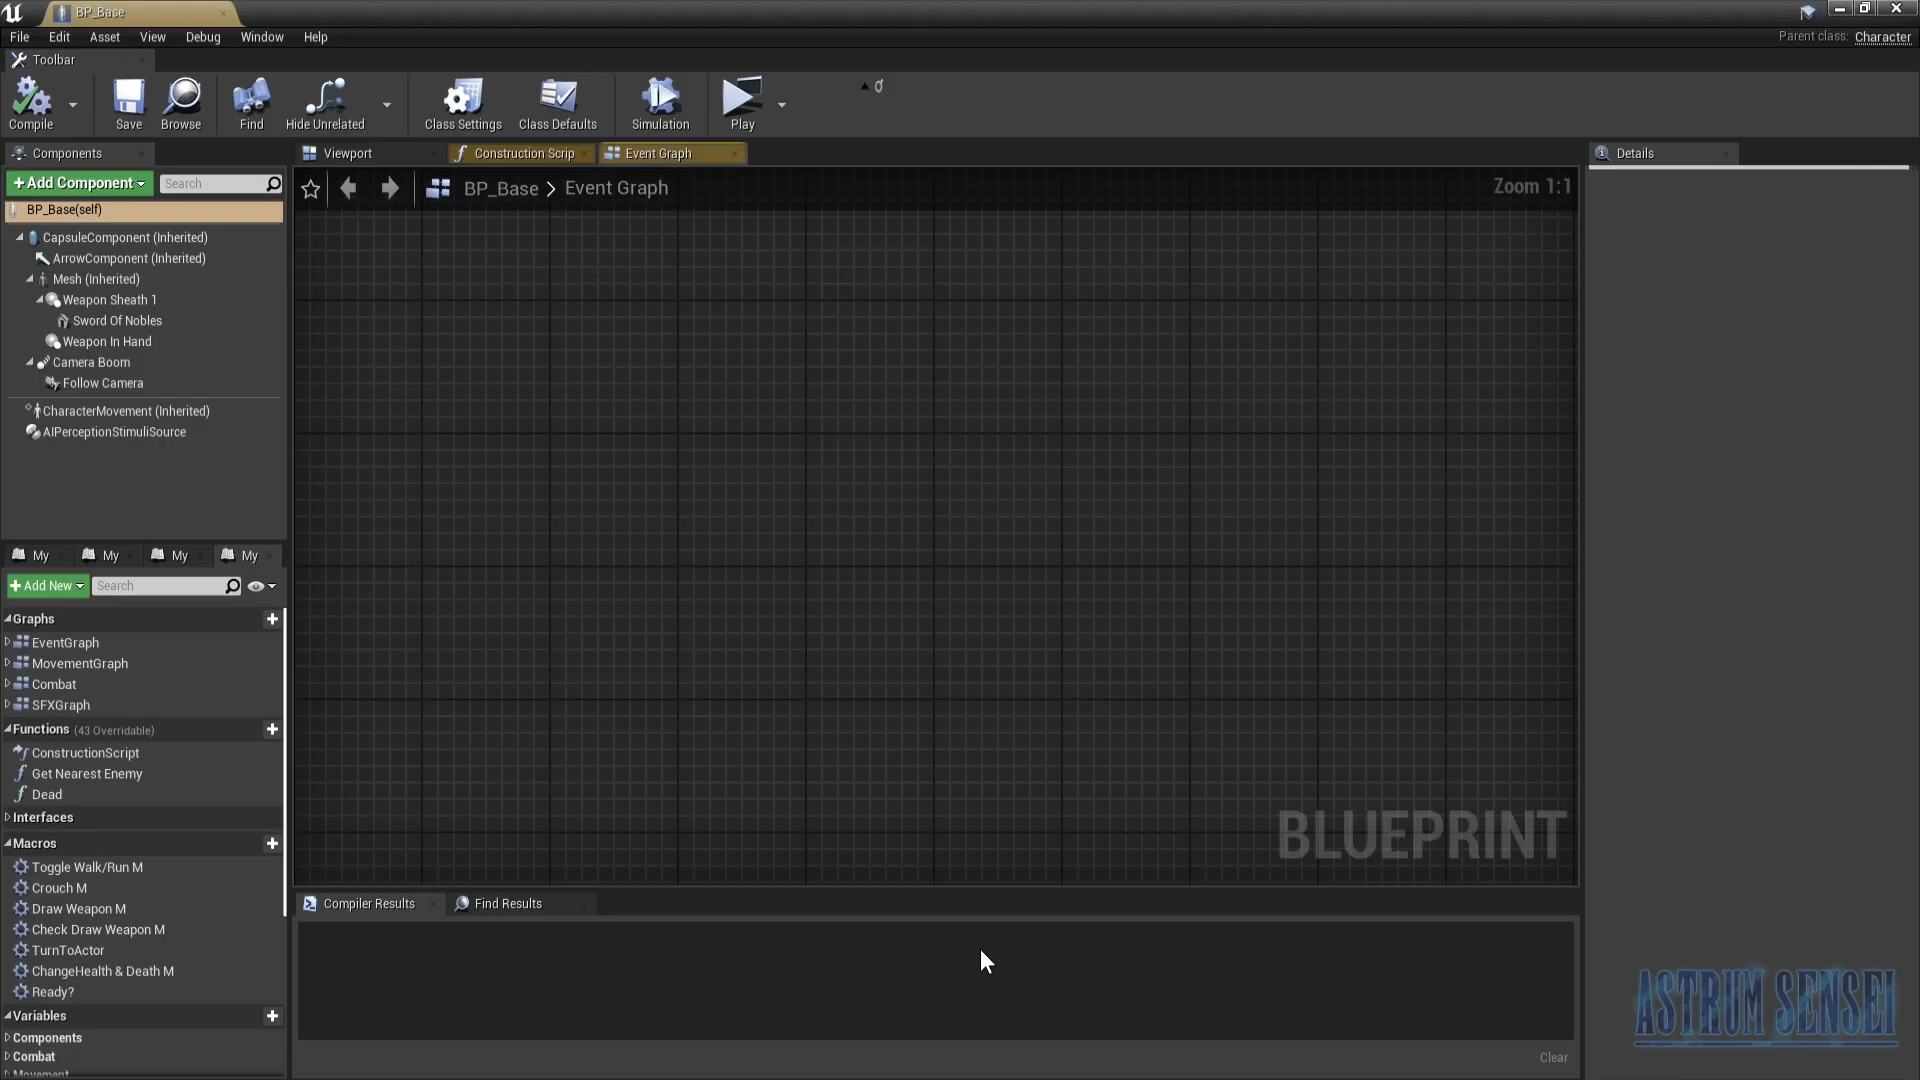 BP_Base
File Edit Asset View Debug Window Help
Parent class: Character
Toolbar
Compile
Save
Browse
Find
Hide Unrelated
Class Settings
Class Defaults
Simulation
Play
Components
Viewport
Construction Scrip
Event Graph
Details
+ Add Component
Search
BP_Base > Event Graph
Zoom 1:1
BP_Base(self)
CapsuleComponent (Inherited)
ArrowComponent (Inherited)
Mesh (Inherited)
Weapon Sheath 1
Sword Of Nobles
Weapon In Hand
Camera Boom
Follow Camera
CharacterMovement (Inherited)
AIPerceptionStimuliSource
My
My
My
My
+ Add New
Search
Graphs
EventGraph
MovementGraph
Combat
SFXGraph
Functions (43 Overridable)
ConstructionScript
Get Nearest Enemy
Dead
Interfaces
Macros
Toggle Walk/Run M
Crouch M
Draw Weapon M
Check Draw Weapon M
TurnToActor
ChangeHealth & Death M
Ready?
Variables
Components
Combat
Movement
BLUEPRINT
Compiler Results
Find Results
Clear
ASTRUM SENSEI